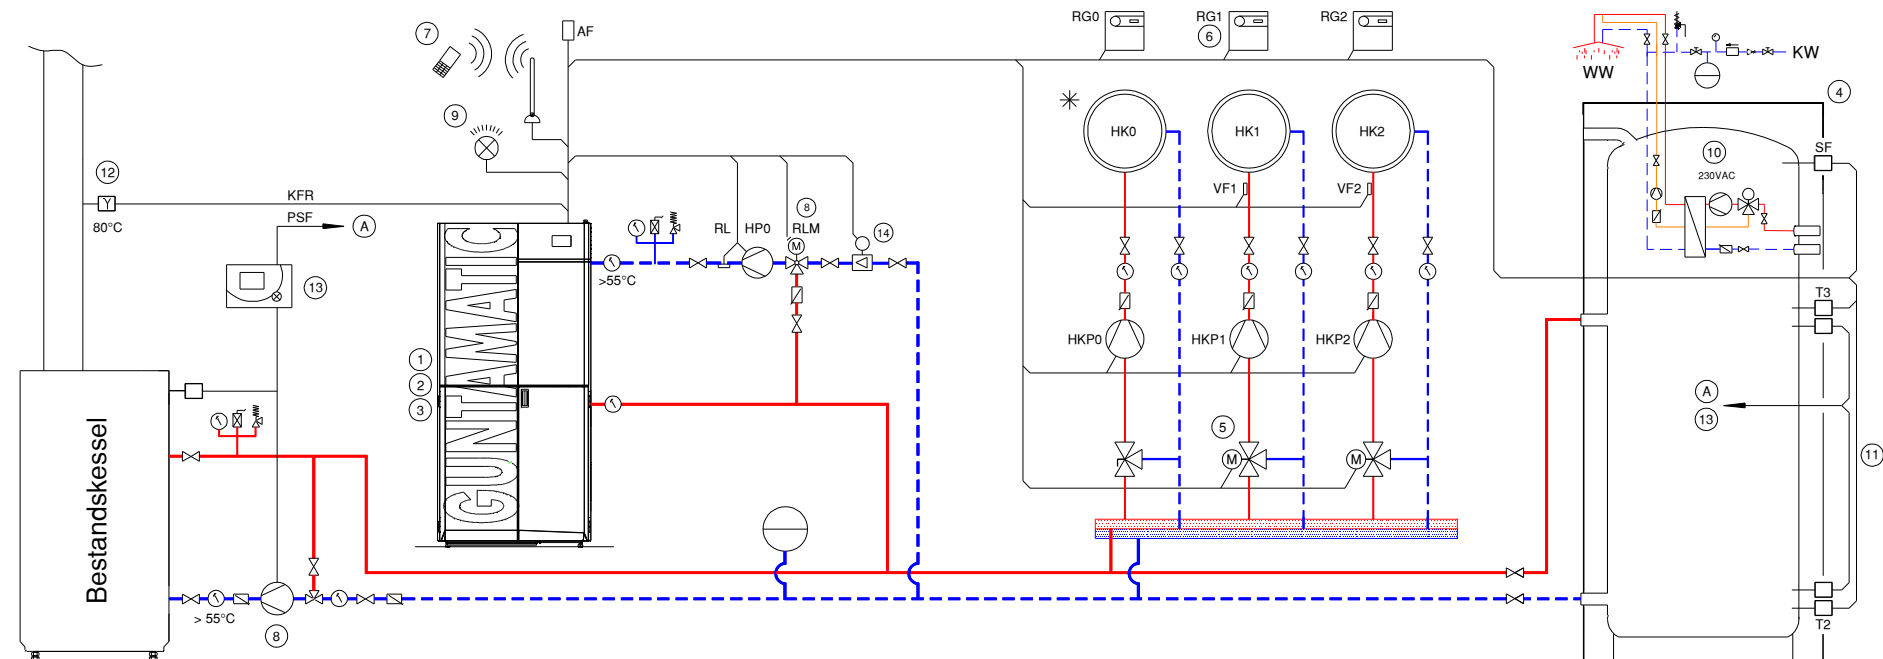 7
AF
RG0
RG1
6
RG2
WW
KW
4
9
HK0
HK1
HK2
10
230VAC
SF
12
80°C
KFR
PSF
A
VF1
VF2
8
RL
HP0
RLM
M
14
>55°C
13
GUNTAMATIC
1
2
3
HKP0
HKP1
HKP2
T3
A
13
11
5
M
M
Bestandskessel
> 55°C
8
T2